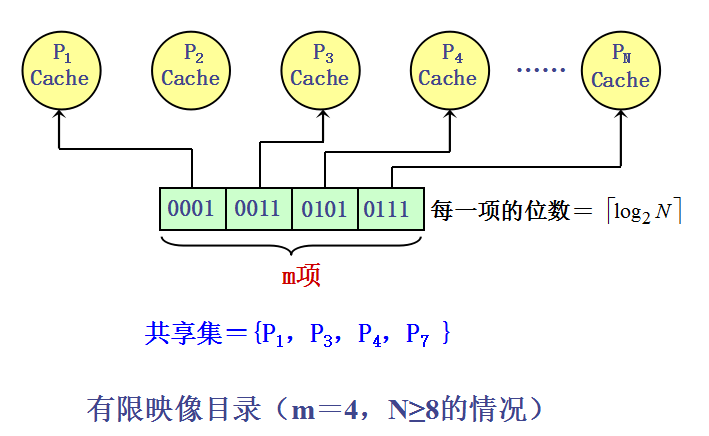 P1 Cache
P2 Cache
P3 Cache
P4 Cache
……
PN Cache
0001 0011 0101 0111 每一项的位数＝⌈log2 N⌉
m项
共享集＝{P1，P3，P4，P7 }
有限映像目录（m＝4，N≥8的情况）